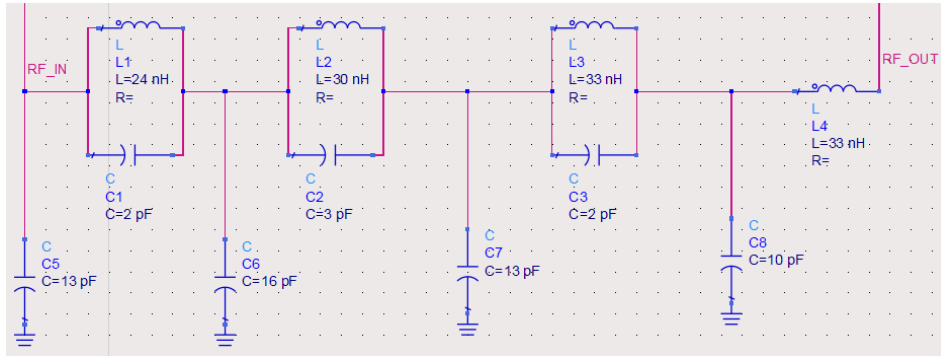 RF_IN
L
L1
L=24 nH
R=
C
C1
C=2 pF
L
L2
L=30 nH
R=
C
C2
C=3 pF
L
L3
L=33 nH
R=
C
C3
C=2 pF
RF_OUT
L
L4
L=33 nH
R=
C
C5
C=13 pF
C
C6
C=16 pF
C
C7
C=13 pF
C
C8
C=10 pF